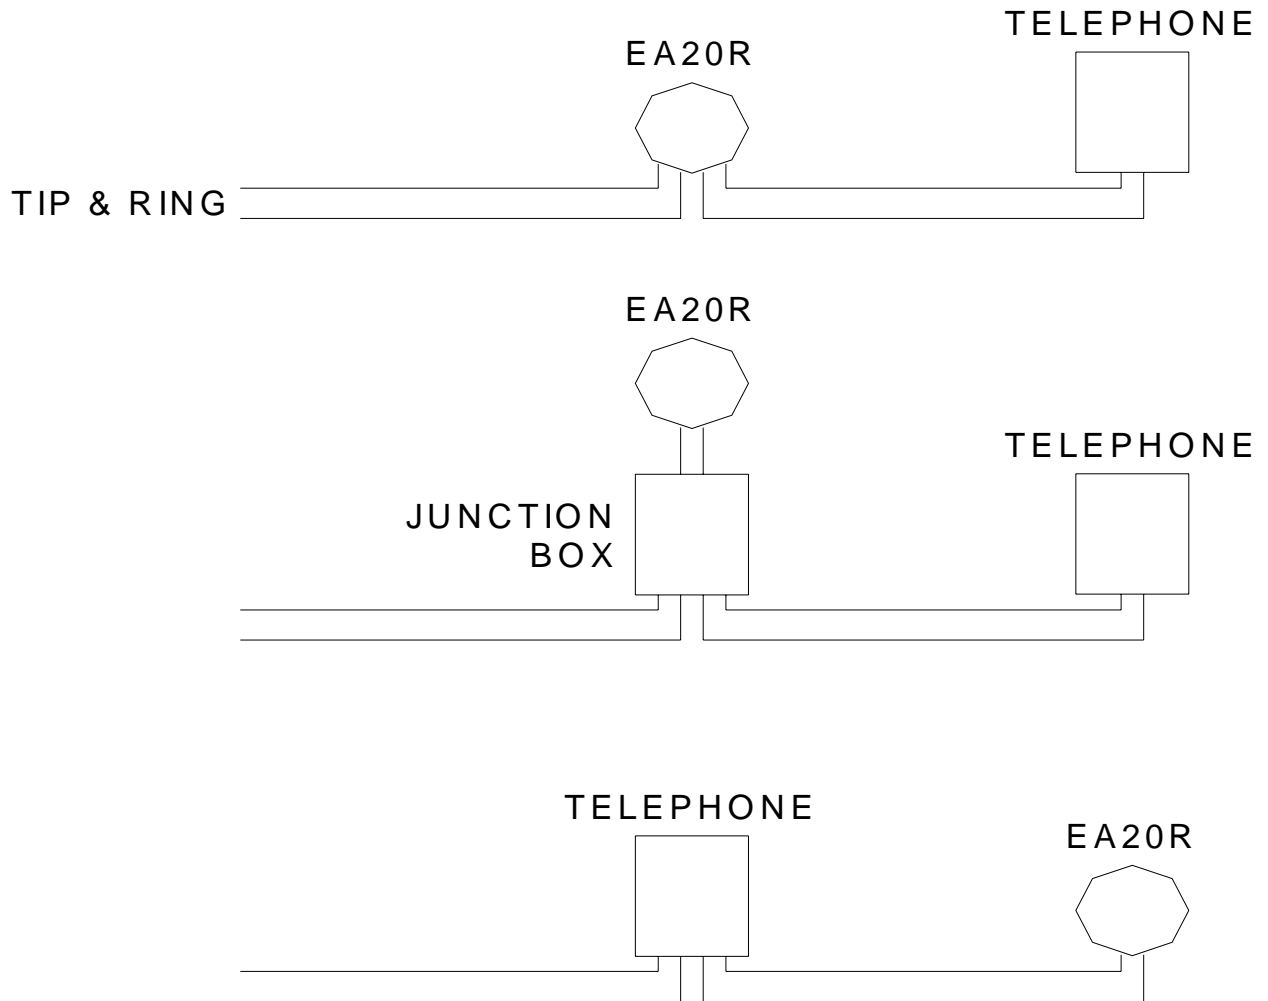 TELEPHONE
EA20R
TIP & RING
EA20R
TELEPHONE
JUNCTION
BOX
TELEPHONE
EA20R